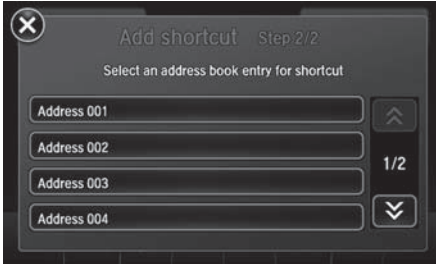 Add shortcut Step 2/2
Select an address book entry for shortcut
Address 001
Address 002
1/2
Address 003
Address 004